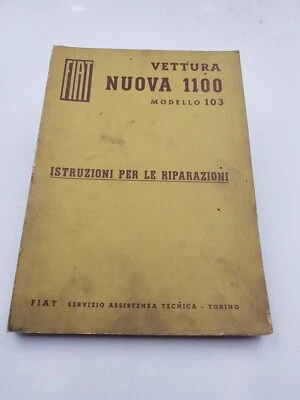 FIAT
VETTURA
NUOVA 1100
MODELLO 103
ISTRUZIONI PER LE RIPARAZIONI
FIAT - SERVIZIO ASSISTENZA TECNICA - TORINO